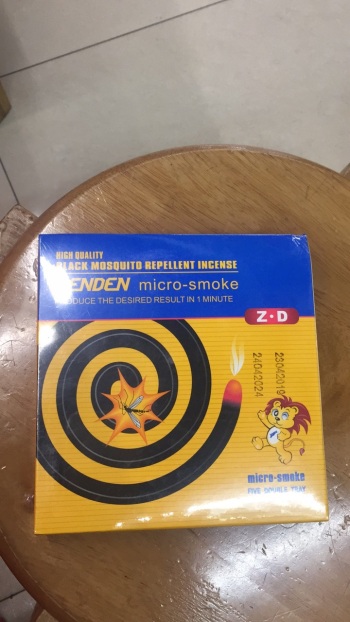 HIGH QUALITY
BLACK MOSQUITO REPELLENT INCENSE
ENDEN micro-smoke
PRODUCE THE DESIRED RESULT IN 1 MINUTE
Z·D
23042019
24042024
micro-smoke
FIVE DOUBLE TRAY